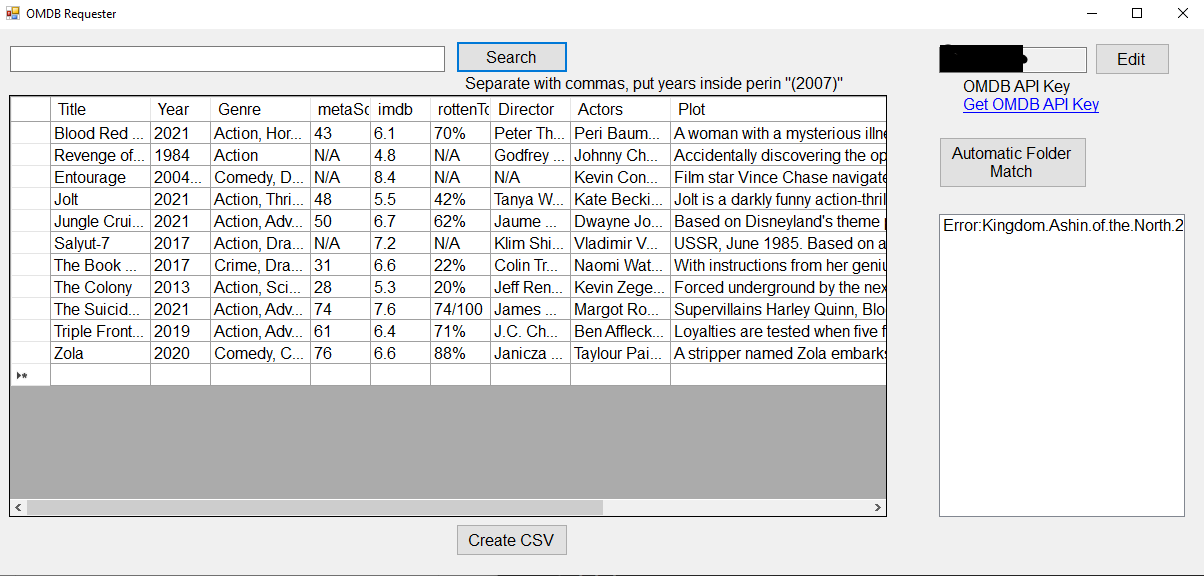 OMDB Requester
Search
Edit
Separate with commas, put years inside perin "(2007)"
OMDB API Key
Get OMDB API Key
Automatic Folder
Match
Title Year Genre metaSc imdb rottenTo Director Actors Plot
Blood Red ... 2021 Action, Hor... 43 6.1 70% Peter Th... Peri Baum... A woman with a mysterious illne
Revenge of... 1984 Action N/A 4.8 N/A Godfrey ... Johnny Ch... Accidentally discovering the op
Entourage 2004... Comedy, D... N/A 8.4 N/A N/A Kevin Con... Film star Vince Chase navigate
Jolt 2021 Action, Thri... 48 5.5 42% Tanya W... Kate Becki... Jolt is a darkly funny action-thril
Jungle Crui... 2021 Action, Adv... 50 6.7 62% Jaume ... Dwayne Jo... Based on Disneyland's theme p
Salyut-7 2017 Action, Dra... N/A 7.2 N/A Klim Shi... Vladimir V... USSR, June 1985. Based on a
The Book ... 2017 Crime, Dra... 31 6.6 22% Colin Tr... Naomi Wat... With instructions from her geniu
The Colony 2013 Action, Sci... 28 5.3 20% Jeff Ren... Kevin Zege... Forced underground by the nex
The Suicid... 2021 Action, Adv... 74 7.6 74/100 James ... Margot Ro... Supervillains Harley Quinn, Bloo
Triple Front... 2019 Action, Adv... 61 6.4 71% J.C. Ch... Ben Affleck... Loyalties are tested when five f
Zola 2020 Comedy, C... 76 6.6 88% Janicza ... Taylour Pai... A stripper named Zola embarks
Error:Kingdom.Ashin.of.the.North.2
Create CSV